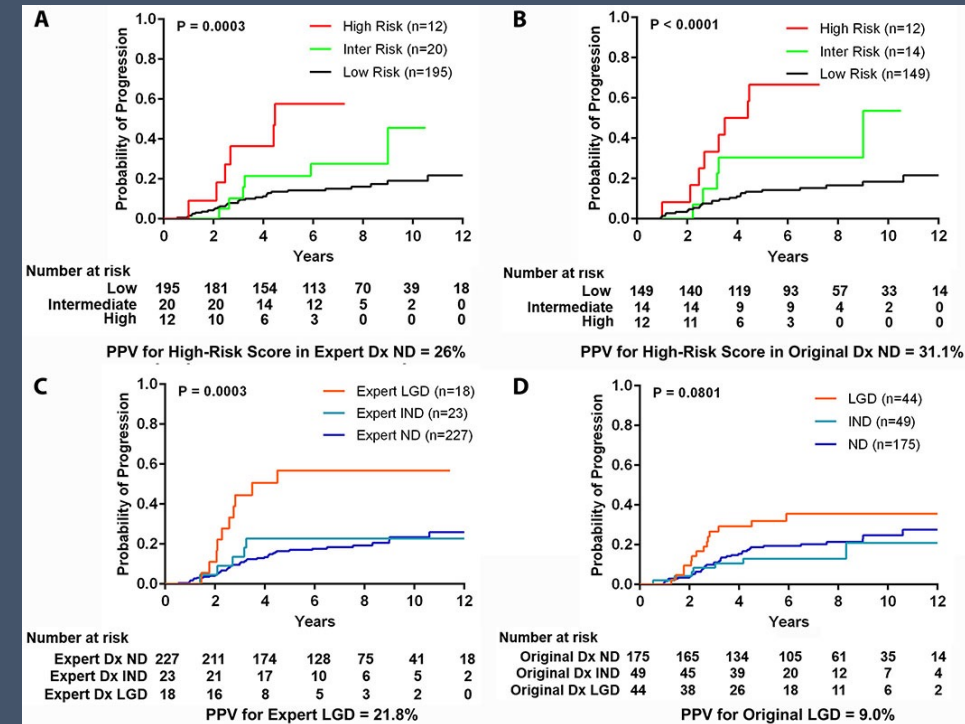 A
P = 0.0003
High Risk (n=12)
Inter Risk (n=20)
Low Risk (n=195)
Probability of Progression
1.0
0.8
0.6
0.4
0.2
0.0
0 2 4 6 8 10 12
Years
Number at risk
Low 195 181 154 113 70 39 18
Intermediate 20 20 14 12 5 2 0
High 12 10 6 3 0 0 0
PPV for High-Risk Score in Expert Dx ND = 26%
B
P < 0.0001
High Risk (n=12)
Inter Risk (n=14)
Low Risk (n=149)
Probability of Progression
1.0
0.8
0.6
0.4
0.2
0.0
0 2 4 6 8 10 12
Years
Number at risk
Low 149 140 119 93 57 33 14
Intermediate 14 14 9 9 4 2 0
High 12 11 6 3 0 0 0
PPV for High-Risk Score in Original Dx ND = 31.1%
C
P = 0.0003
Expert LGD (n=18)
Expert IND (n=23)
Expert ND (n=227)
Probability of Progression
1.0
0.8
0.6
0.4
0.2
0.0
0 2 4 6 8 10 12
Years
Number at risk
Expert Dx ND 227 211 174 128 75 41 18
Expert Dx IND 23 21 17 10 6 5 2
Expert Dx LGD 18 16 8 5 3 2 0
PPV for Expert LGD = 21.8%
D
P = 0.0801
LGD (n=44)
IND (n=49)
ND (n=175)
Probability of Progression
1.0
0.8
0.6
0.4
0.2
0.0
0 2 4 6 8 10 12
Years
Number at risk
Original Dx ND 175 165 134 105 61 35 14
Original Dx IND 49 45 39 20 12 7 4
Original Dx LGD 44 38 26 18 11 6 2
PPV for Original LGD = 9.0%